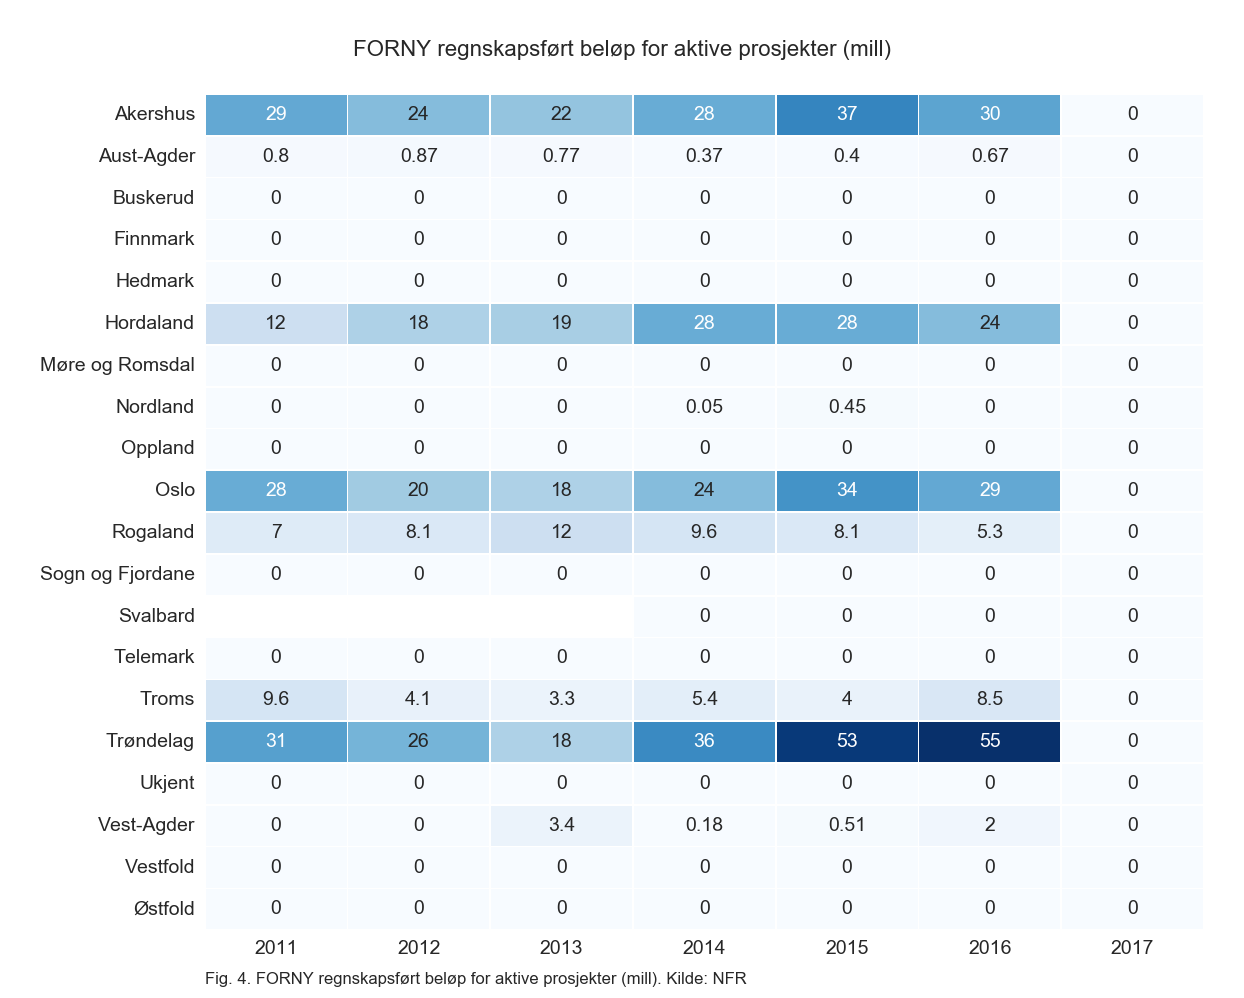 FORNY regnskapsført beløp for aktive prosjekter (mill)
Akershus 29 24 22 28 37 30 0
Aust-Agder 0.8 0.87 0.77 0.37 0.4 0.67 0
Buskerud 0 0 0 0 0 0 0
Finnmark 0 0 0 0 0 0 0
Hedmark 0 0 0 0 0 0 0
Hordaland 12 18 19 28 28 24 0
Møre og Romsdal 0 0 0 0 0 0 0
Nordland 0 0 0 0.05 0.45 0 0
Oppland 0 0 0 0 0 0 0
Oslo 28 20 18 24 34 29 0
Rogaland 7 8.1 12 9.6 8.1 5.3 0
Sogn og Fjordane 0 0 0 0 0 0 0
Svalbard 0 0 0 0
Telemark 0 0 0 0 0 0 0
Troms 9.6 4.1 3.3 5.4 4 8.5 0
Trøndelag 31 26 18 36 53 55 0
Ukjent 0 0 0 0 0 0 0
Vest-Agder 0 0 3.4 0.18 0.51 2 0
Vestfold 0 0 0 0 0 0 0
Østfold 0 0 0 0 0 0 0
2011 2012 2013 2014 2015 2016 2017
Fig. 4. FORNY regnskapsført beløp for aktive prosjekter (mill). Kilde: NFR